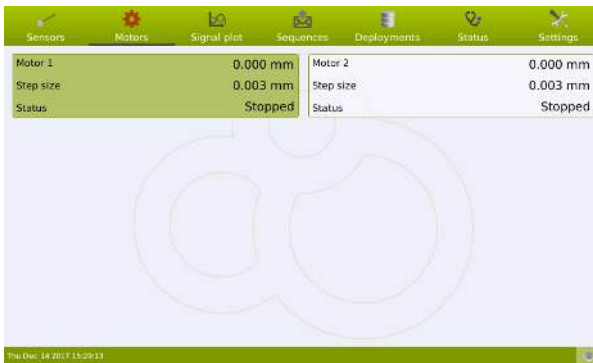 Sensors Motors Signal plot Sequences Deployments Status Settings
Motor 1 0.000 mm Motor 2 0.000 mm
Step size 0.003 mm Step size 0.003 mm
Status Stopped Status Stopped
Thu Dec 14 2017 15:29:13